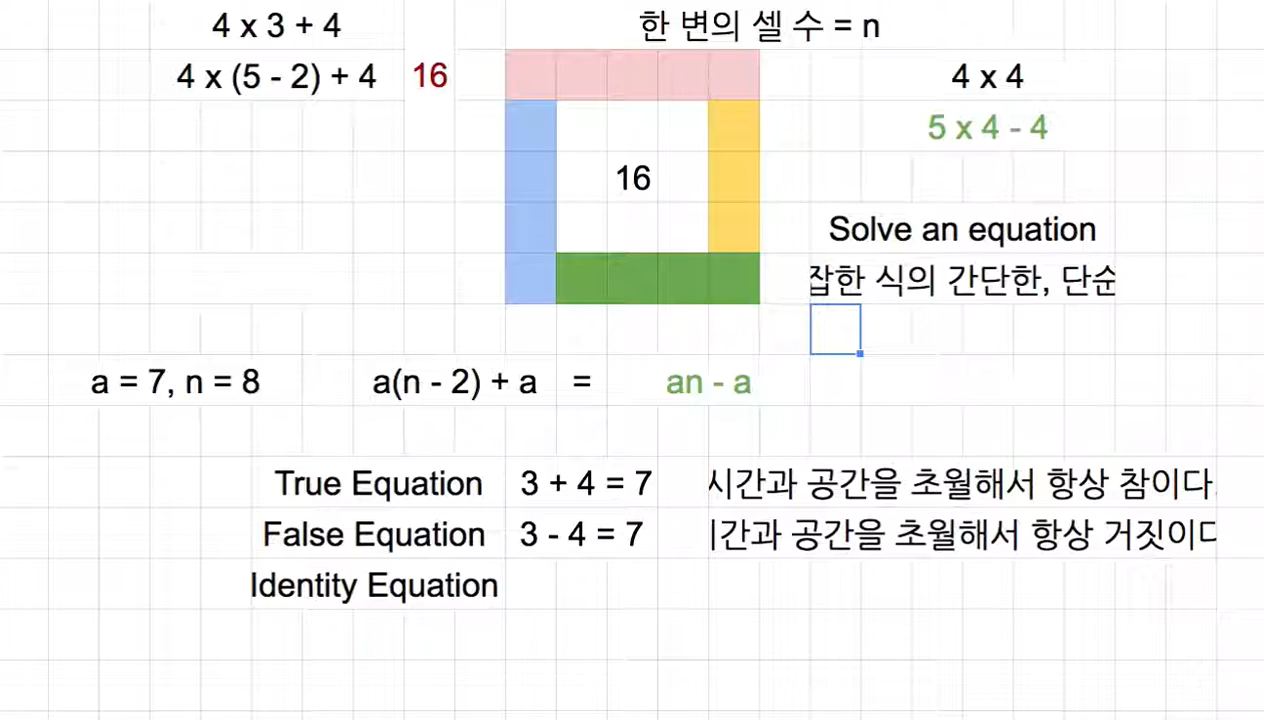 4 x 3 + 4
한 변의 셀 수 = n
4 x (5 - 2) + 4
16
4 x 4
5 x 4 - 4
16
Solve an equation
잡한 식의 간단한, 단순
a = 7, n = 8
a(n - 2) + a
=
an - a
True Equation
3 + 4 = 7
시간과 공간을 초월해서 항상 참이다.
False Equation
3 - 4 = 7
간과 공간을 초월해서 항상 거짓이다
Identity Equation